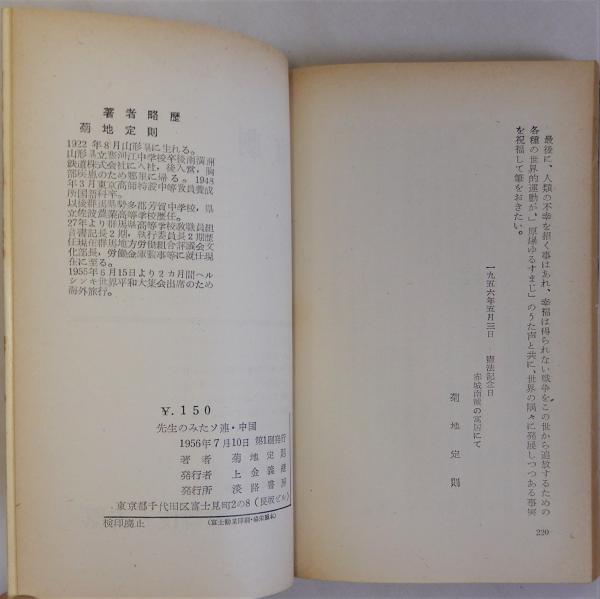 著者略歴
菊地定則
1922年8月山形県に生れる。
山形県立寒河江中学校卒後南満洲
鉄道株式会社に入社，後入営，胸
部疾患のため郷里に帰る。1948
年3月東京高師
中等教員養成
所国語科卒。
以後群馬県勢多郡芳賀中学校，県
立佐波農業高等学校歴任。
27年より群馬県高等学校教職員組
合書記長2期，執行委員長2期歴
任現在群馬地方労働組合評議会文
化部長，労働金庫監事等に就任現
在に至る。
1955年6月15日より2カ月間ヘル
シンキ世界平和大集会出席のため
海外旅行。
¥. 150
先生のみたソ連・中国
1956年7月10日 第1刷発行
著者 菊地定則
発行者 上金義雄
発行所 淡路書房
東京都千代田区富士見町2の8（長坂ビル）
検印廃止
最後に、人類の不幸を招く事はあれ、幸福は得られない戦争をこの世から追放するための
各種の世界的運動が、「原爆ゆるすまじ」のうた声と共に、世界の隅々に発展しつつある事実
を祝福して筆をおきたい。
一九五六年五月三日 憲法記念日
赤城南麓の寓居にて
菊地定則
220